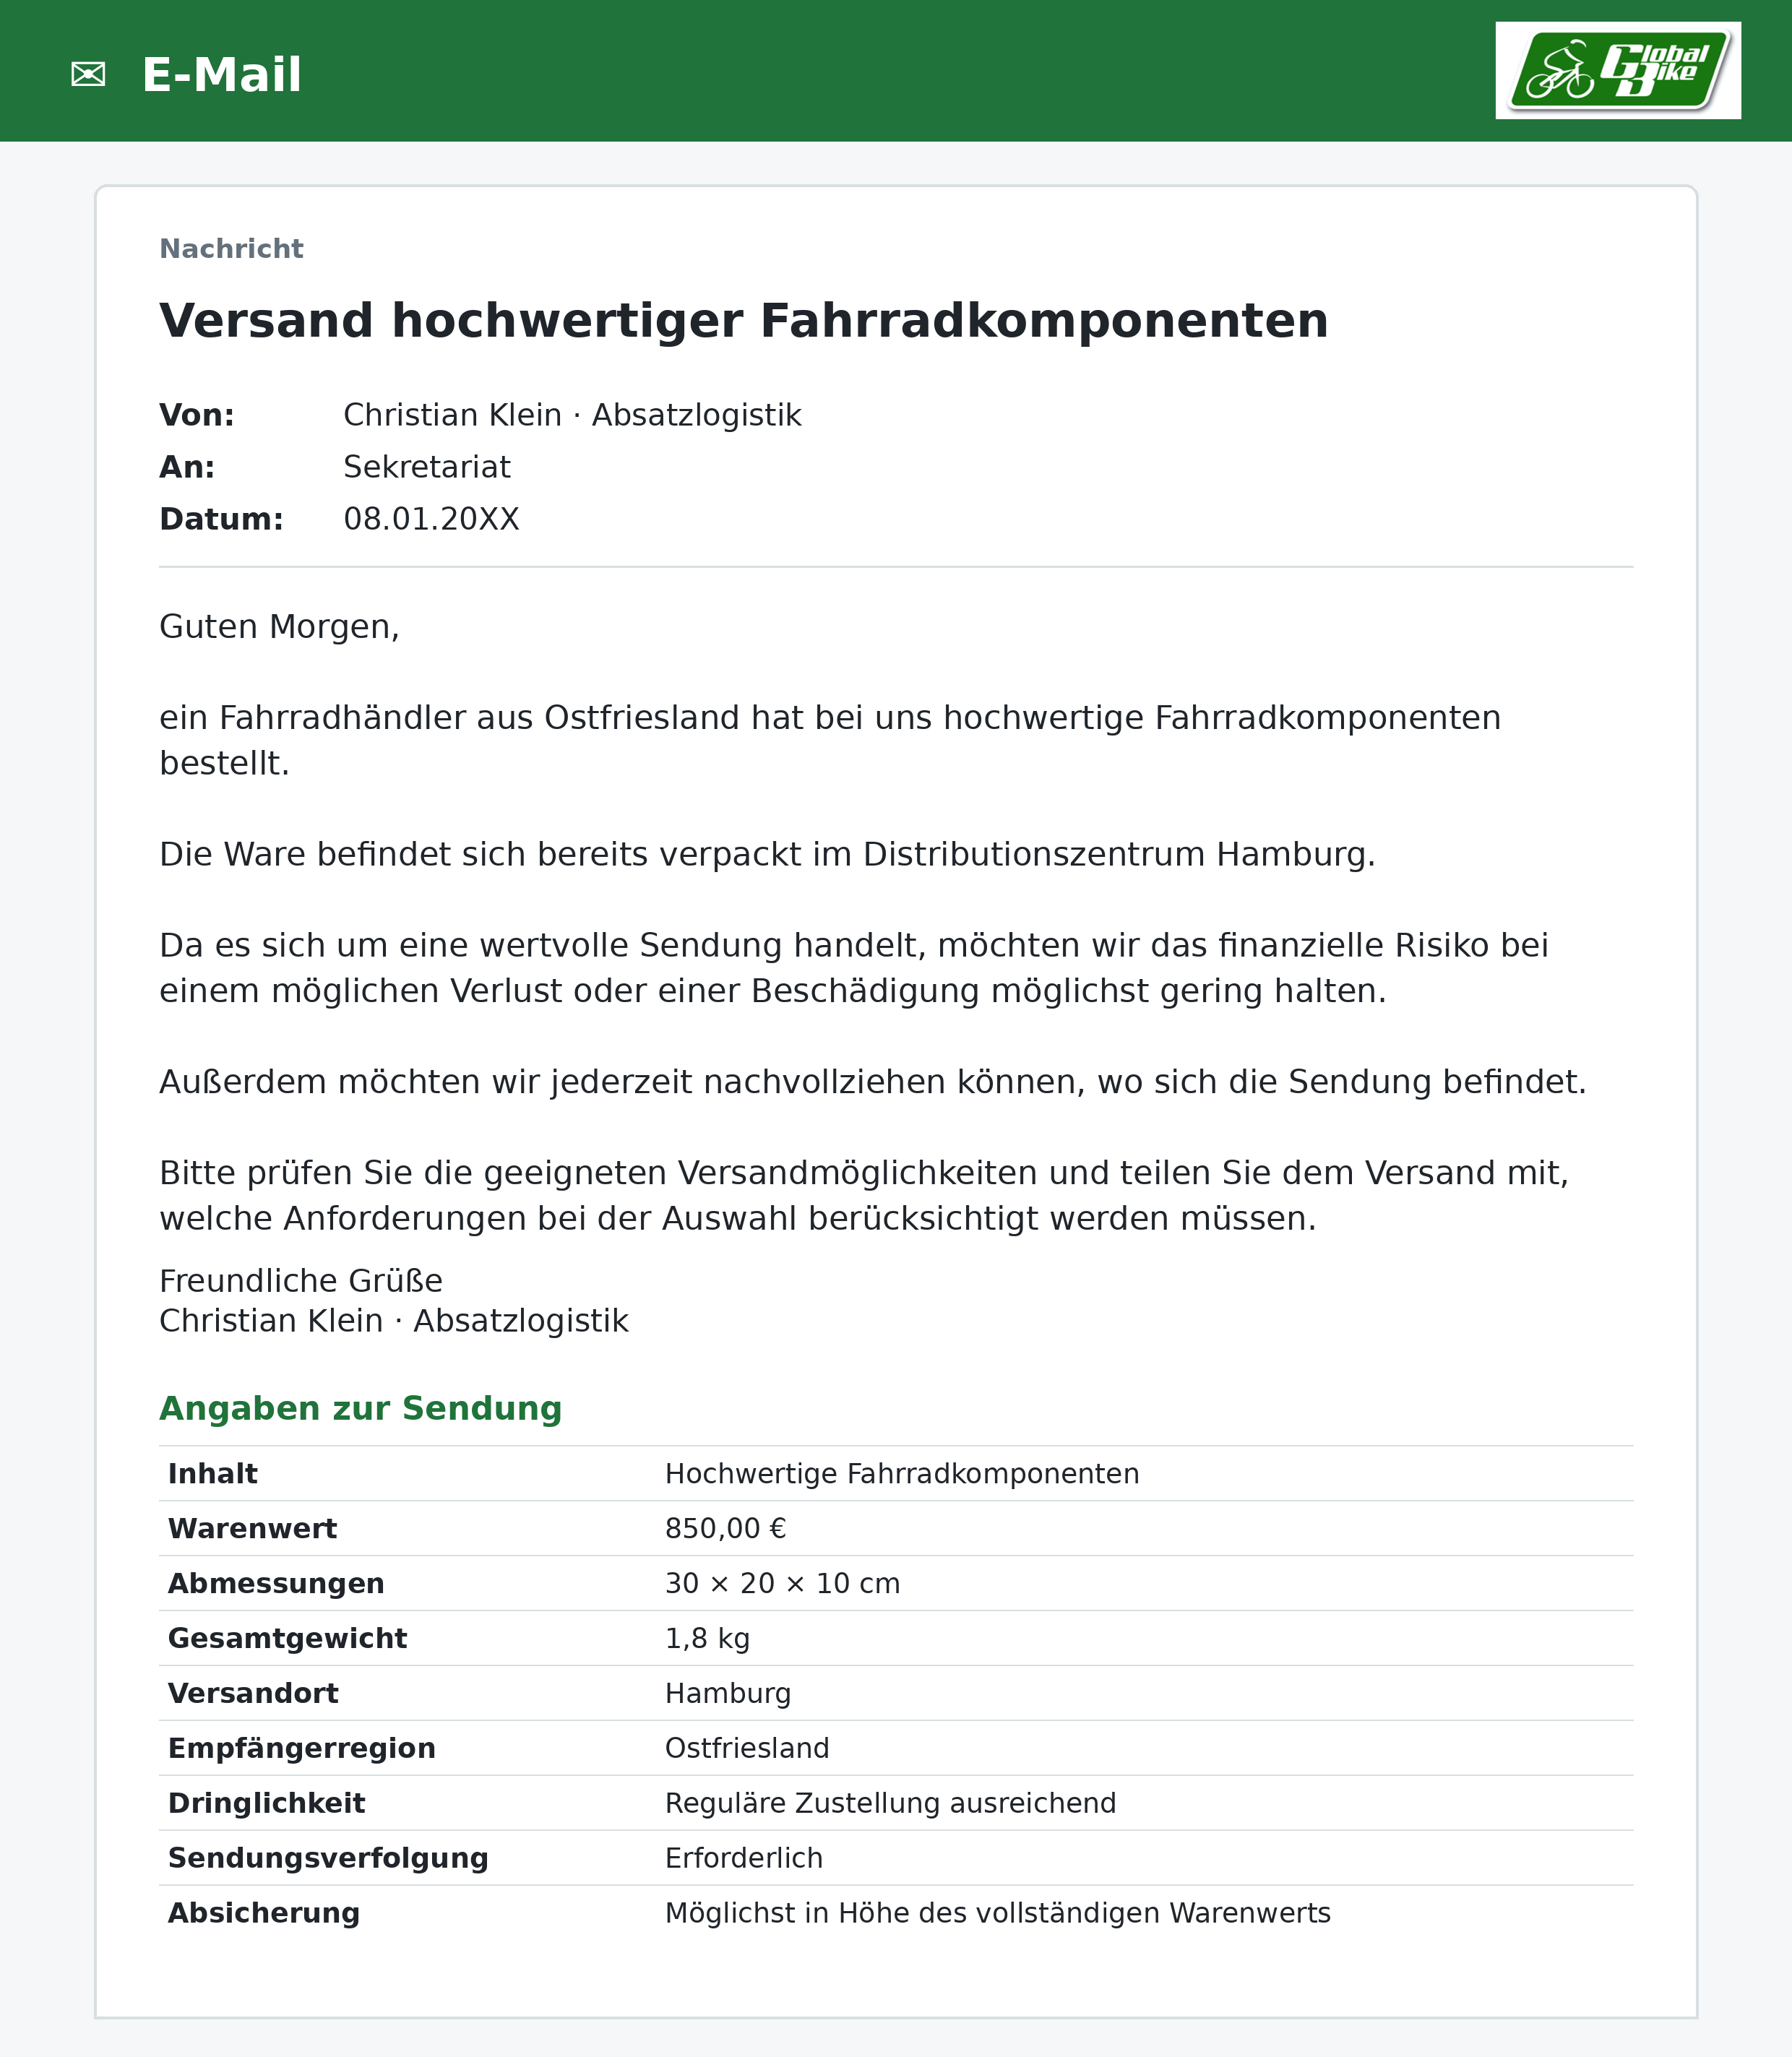 ✉ E-Mail
Global Bike
Nachricht
Versand hochwertiger Fahrradkomponenten
Von: Christian Klein · Absatzlogistik
An: Sekretariat
Datum: 08.01.20XX
Guten Morgen,
ein Fahrradhändler aus Ostfriesland hat bei uns hochwertige Fahrradkomponenten
bestellt.
Die Ware befindet sich bereits verpackt im Distributionszentrum Hamburg.
Da es sich um eine wertvolle Sendung handelt, möchten wir das finanzielle Risiko bei
einem möglichen Verlust oder einer Beschädigung möglichst gering halten.
Außerdem möchten wir jederzeit nachvollziehen können, wo sich die Sendung befindet.
Bitte prüfen Sie die geeigneten Versandmöglichkeiten und teilen Sie dem Versand mit,
welche Anforderungen bei der Auswahl berücksichtigt werden müssen.
Freundliche Grüße
Christian Klein · Absatzlogistik
Angaben zur Sendung
Inhalt Hochwertige Fahrradkomponenten
Warenwert 850,00 €
Abmessungen 30 × 20 × 10 cm
Gesamtgewicht 1,8 kg
Versandort Hamburg
Empfängerregion Ostfriesland
Dringlichkeit Reguläre Zustellung ausreichend
Sendungsverfolgung Erforderlich
Absicherung Möglichst in Höhe des vollständigen Warenwerts